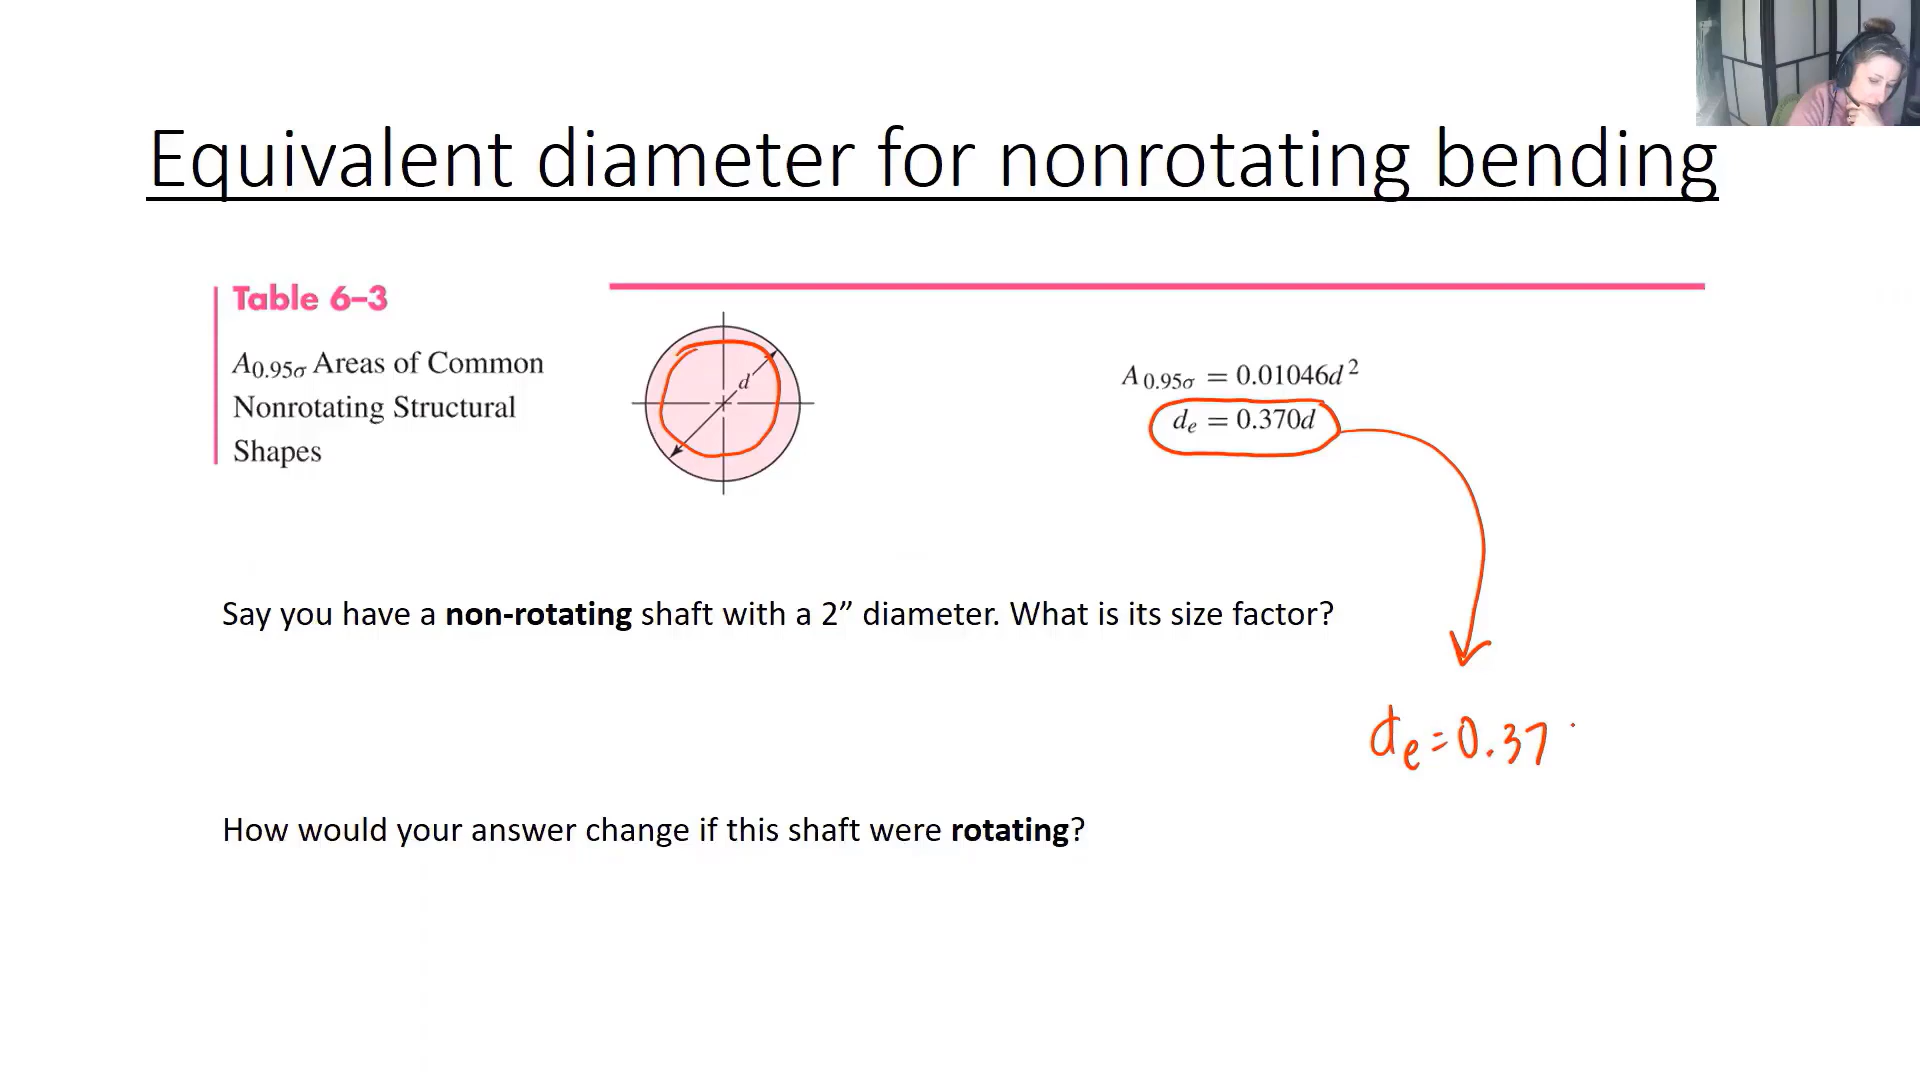 Equivalent diameter for nonrotating bending
Table 6–3
A0.95σ Areas of Common
Nonrotating Structural
Shapes
d
A0.95σ = 0.01046d²
de = 0.370d
Say you have a non-rotating shaft with a 2” diameter. What is its size factor?
de = 0.37
How would your answer change if this shaft were rotating?